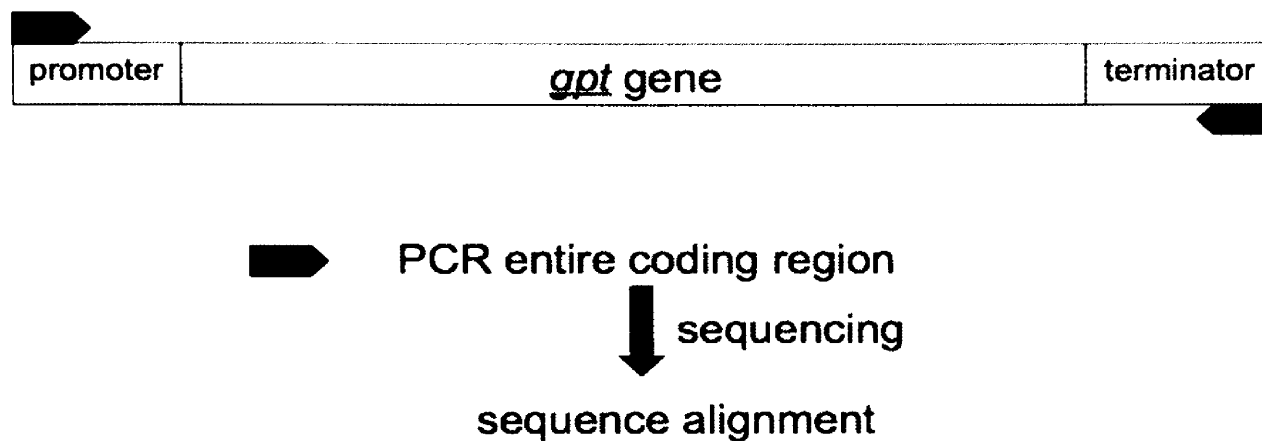 promoter gpt gene terminator
PCR entire coding region
sequencing
sequence alignment